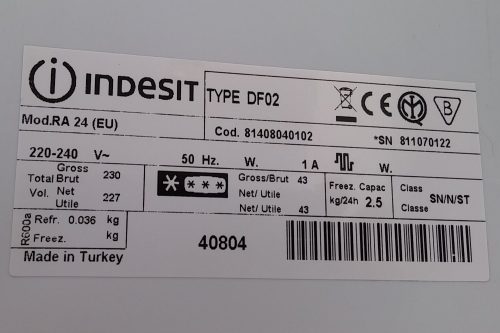 INDESIT
TYPE DF02
Mod.RA 24 (EU)
Cod. 81408040102
*SN 811070122
220-240 V~ 50 Hz. W. 1 A W.
Total Gross Brut 230
Vol. Net Utile 227
Gross/Brut 43
Net/ Utile
Net/ Utile 43
Freez. Capac
kg/24h 2.5
Class
Classe SN/N/ST
R600a
Refr. 0.036 kg
Freez. kg
40804
Made in Turkey